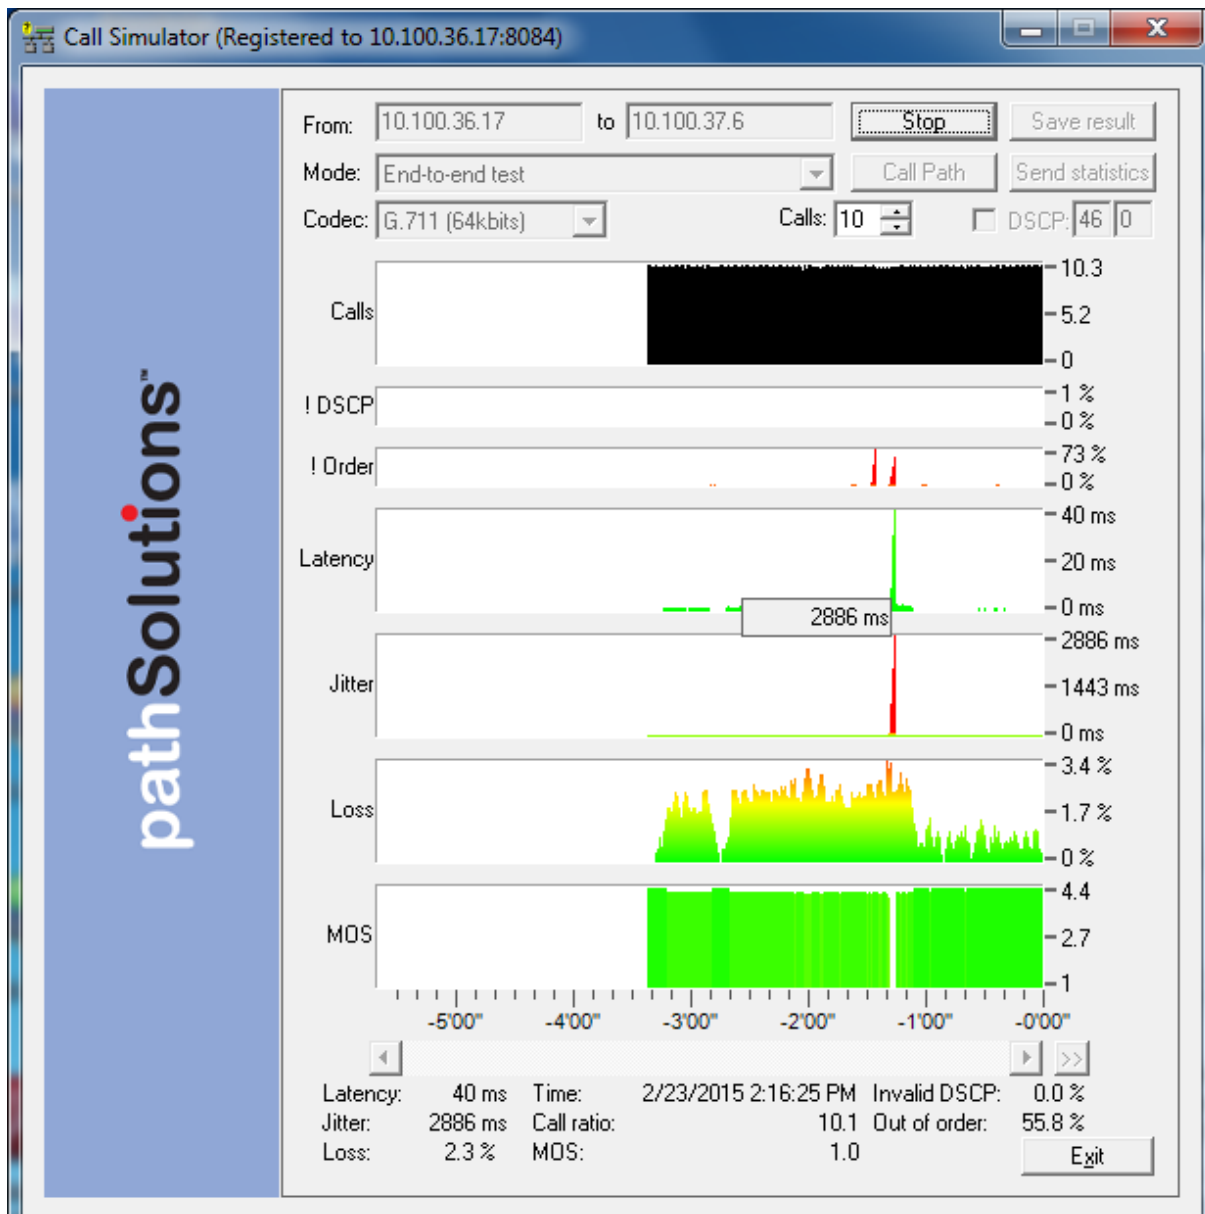 Call Simulator (Registered to 10.100.36.17:8084)
pathSolutions™
From: 10.100.36.17 to 10.100.37.6 Stop Save result
Mode: End-to-end test Call Path Send statistics
Codec: G.711 (64kbits) Calls: 10 DSCP: 46 0
Calls
10.3
5.2
0
! DSCP
1 %
0 %
! Order
73 %
0 %
Latency
40 ms
20 ms
0 ms
2886 ms
Jitter
2886 ms
1443 ms
0 ms
Loss
3.4 %
1.7 %
0 %
MOS
4.4
2.7
1
-5'00" -4'00" -3'00" -2'00" -1'00" -0'00"
>>
Latency: 40 ms Time: 2/23/2015 2:16:25 PM Invalid DSCP: 0.0 %
Jitter: 2886 ms Call ratio: 10.1 Out of order: 55.8 %
Loss: 2.3 % MOS: 1.0
Exit